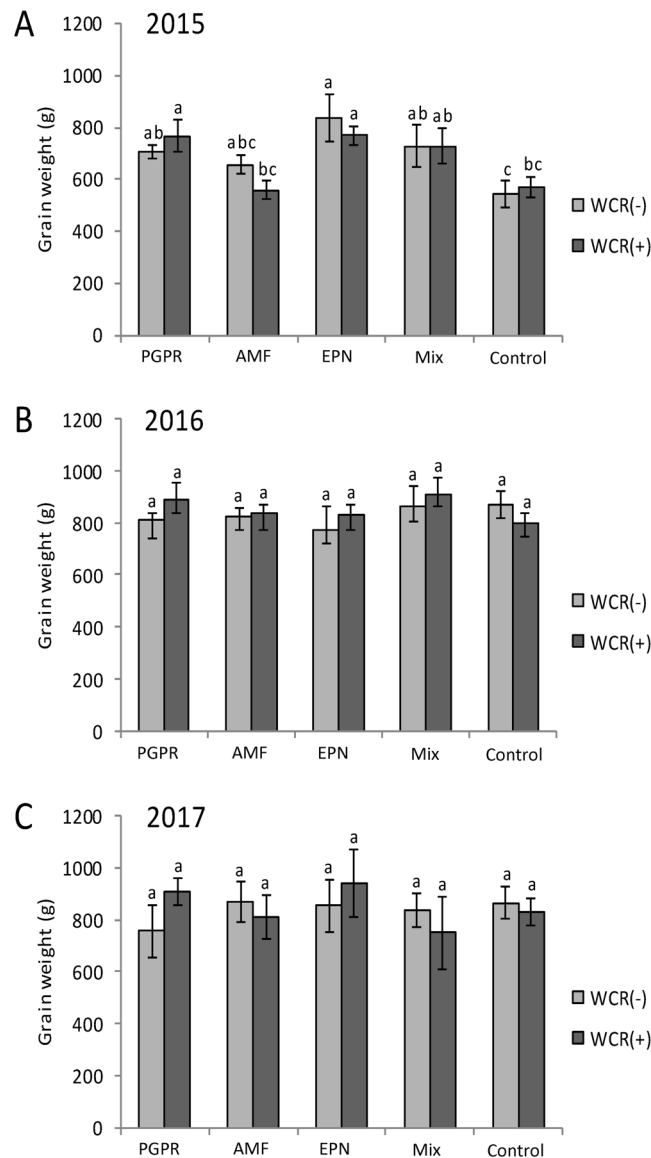 A 2015
1200
1000
800
600
400
200
0
Grain weight (g)
ab a abc bc a a ab ab c bc
PGPR AMF EPN Mix Control
WCR(-)
WCR(+)
B 2016
1200
1000
800
600
400
200
0
Grain weight (g)
a a a a a a a a a a
PGPR AMF EPN Mix Control
WCR(-)
WCR(+)
C 2017
1200
1000
800
600
400
200
0
Grain weight (g)
a a a a a a a a a a
PGPR AMF EPN Mix Control
WCR(-)
WCR(+)